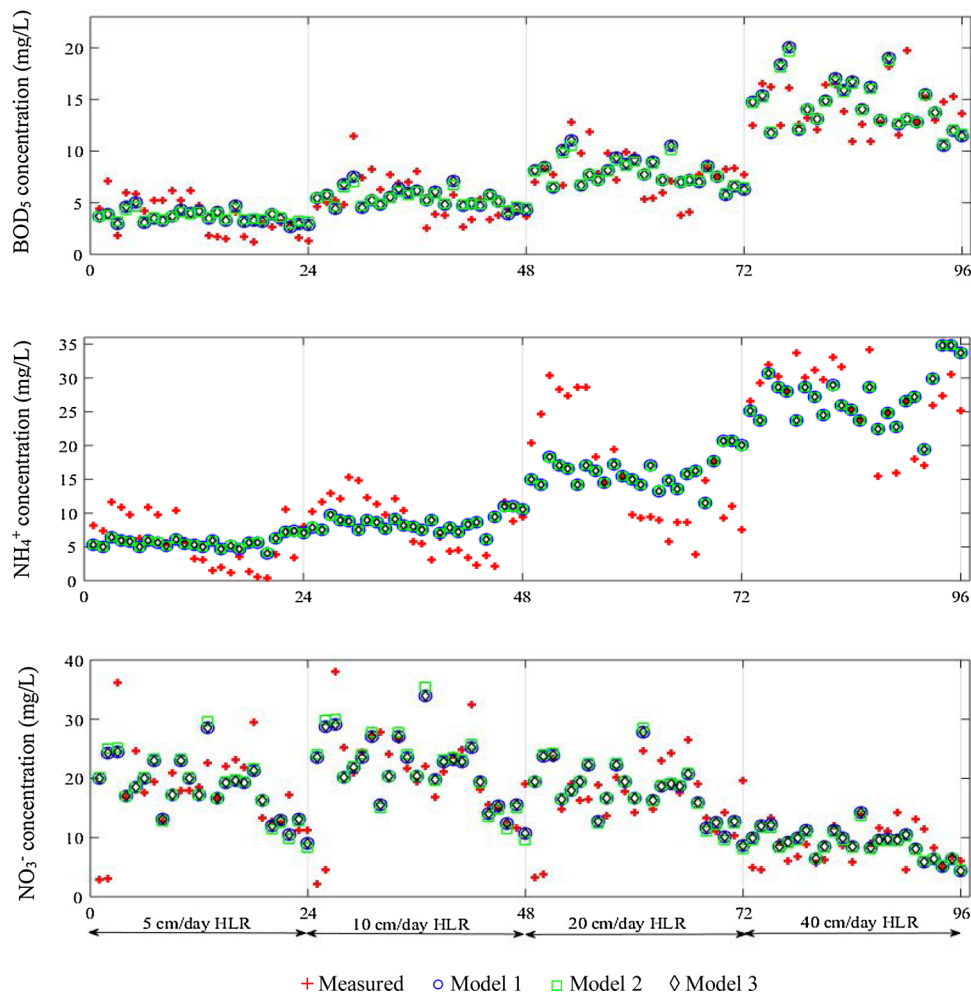 BOD5 concentration (mg/L)
20
15
10
5
0
0 24 48 72 96
NH4+ concentration (mg/L)
35
30
25
20
15
10
5
0
0 24 48 72 96
NO3- concentration (mg/L)
40
30
20
10
0
0 24 48 72 96
5 cm/day HLR 10 cm/day HLR 20 cm/day HLR 40 cm/day HLR
Measured Model 1 Model 2 Model 3